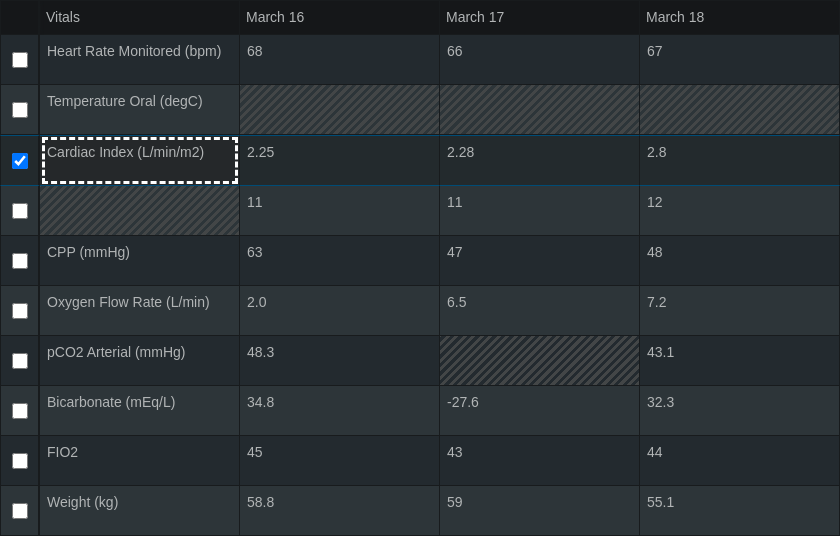 Vitals March 16 March 17 March 18
Heart Rate Monitored (bpm) 68 66 67
Temperature Oral (degC)
Cardiac Index (L/min/m2) 2.25 2.28 2.8
11 11 12
CPP (mmHg) 63 47 48
Oxygen Flow Rate (L/min) 2.0 6.5 7.2
pCO2 Arterial (mmHg) 48.3 43.1
Bicarbonate (mEq/L) 34.8 -27.6 32.3
FIO2 45 43 44
Weight (kg) 58.8 59 55.1